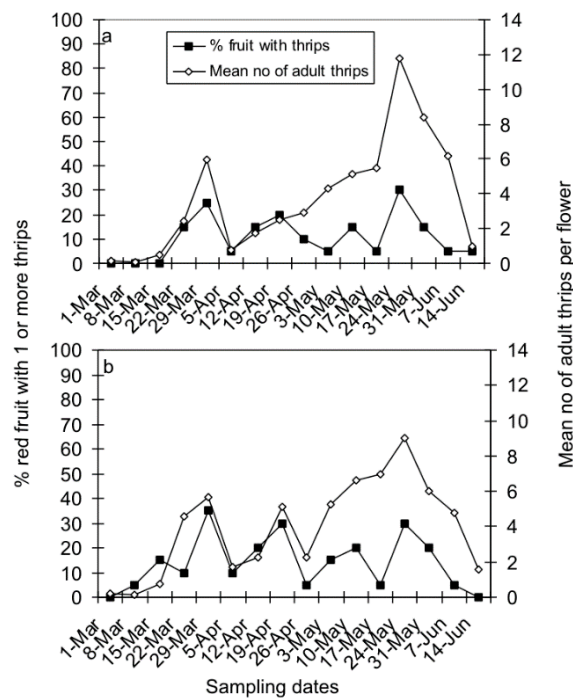 a
% fruit with thrips
Mean no of adult thrips
100
90
80
70
60
50
40
30
20
10
0
14
12
10
8
6
4
2
0
1-Mar
8-Mar
15-Mar
22-Mar
29-Mar
5-Apr
12-Apr
19-Apr
26-Apr
3-May
10-May
17-May
24-May
31-May
7-Jun
14-Jun
% red fruit with 1 or more thrips
Mean no of adult thrips per flower
b
100
90
80
70
60
50
40
30
20
10
0
14
12
10
8
6
4
2
0
1-Mar
8-Mar
15-Mar
22-Mar
29-Mar
5-Apr
12-Apr
19-Apr
26-Apr
3-May
10-May
17-May
24-May
31-May
7-Jun
14-Jun
Sampling dates